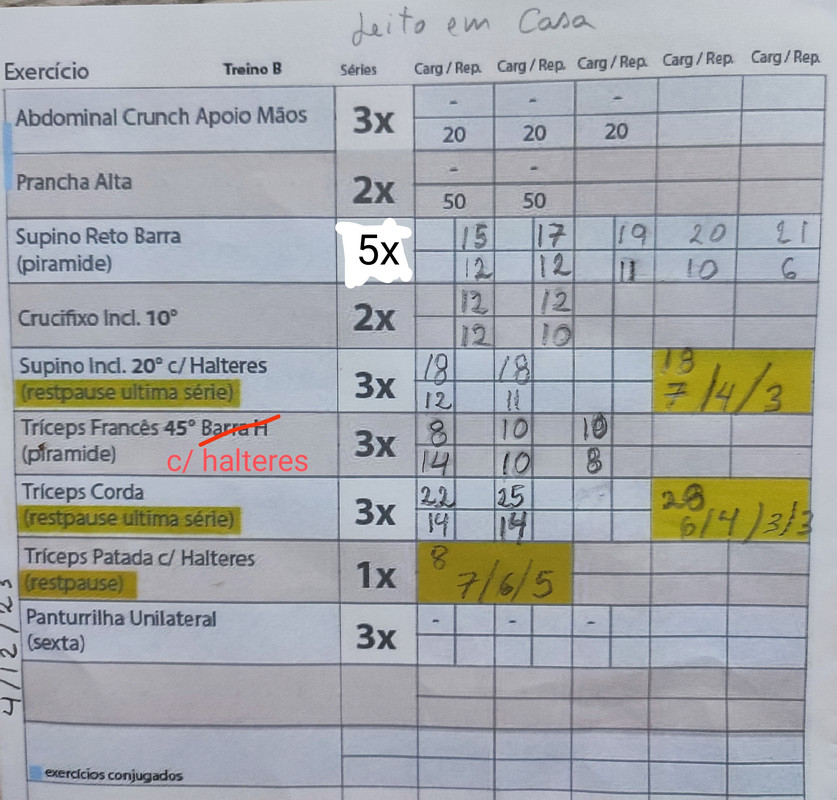 Feito em Casa
Exercício Treino B Séries Carg / Rep. Carg / Rep. Carg / Rep. Carg / Rep. Carg / Rep.
- - -
Abdominal Crunch Apoio Mãos 3x
20 20 20
- -
Prancha Alta 2x
50 50
Supino Reto Barra 5x 15 17 19 20 21
(piramide) 12 12 11 10 6
Crucifixo Incl. 10° 2x 12 12
12 10
Supino Incl. 20° c/ Halteres 3x 18 18 18
(restpause ultima série) 12 11 7/4/3
Tríceps Francês 45° Barra H 3x 8 10 10
(piramide) c/ halteres 14 10 8
Tríceps Corda 3x 22 25 28
(restpause ultima série) 14 14 6/4/3/3
Tríceps Patada c/ Halteres 1x 8
(restpause) 7/6/5
Panturrilha Unilateral 3x - - -
(sexta)
exercícios conjugados
4/12/23